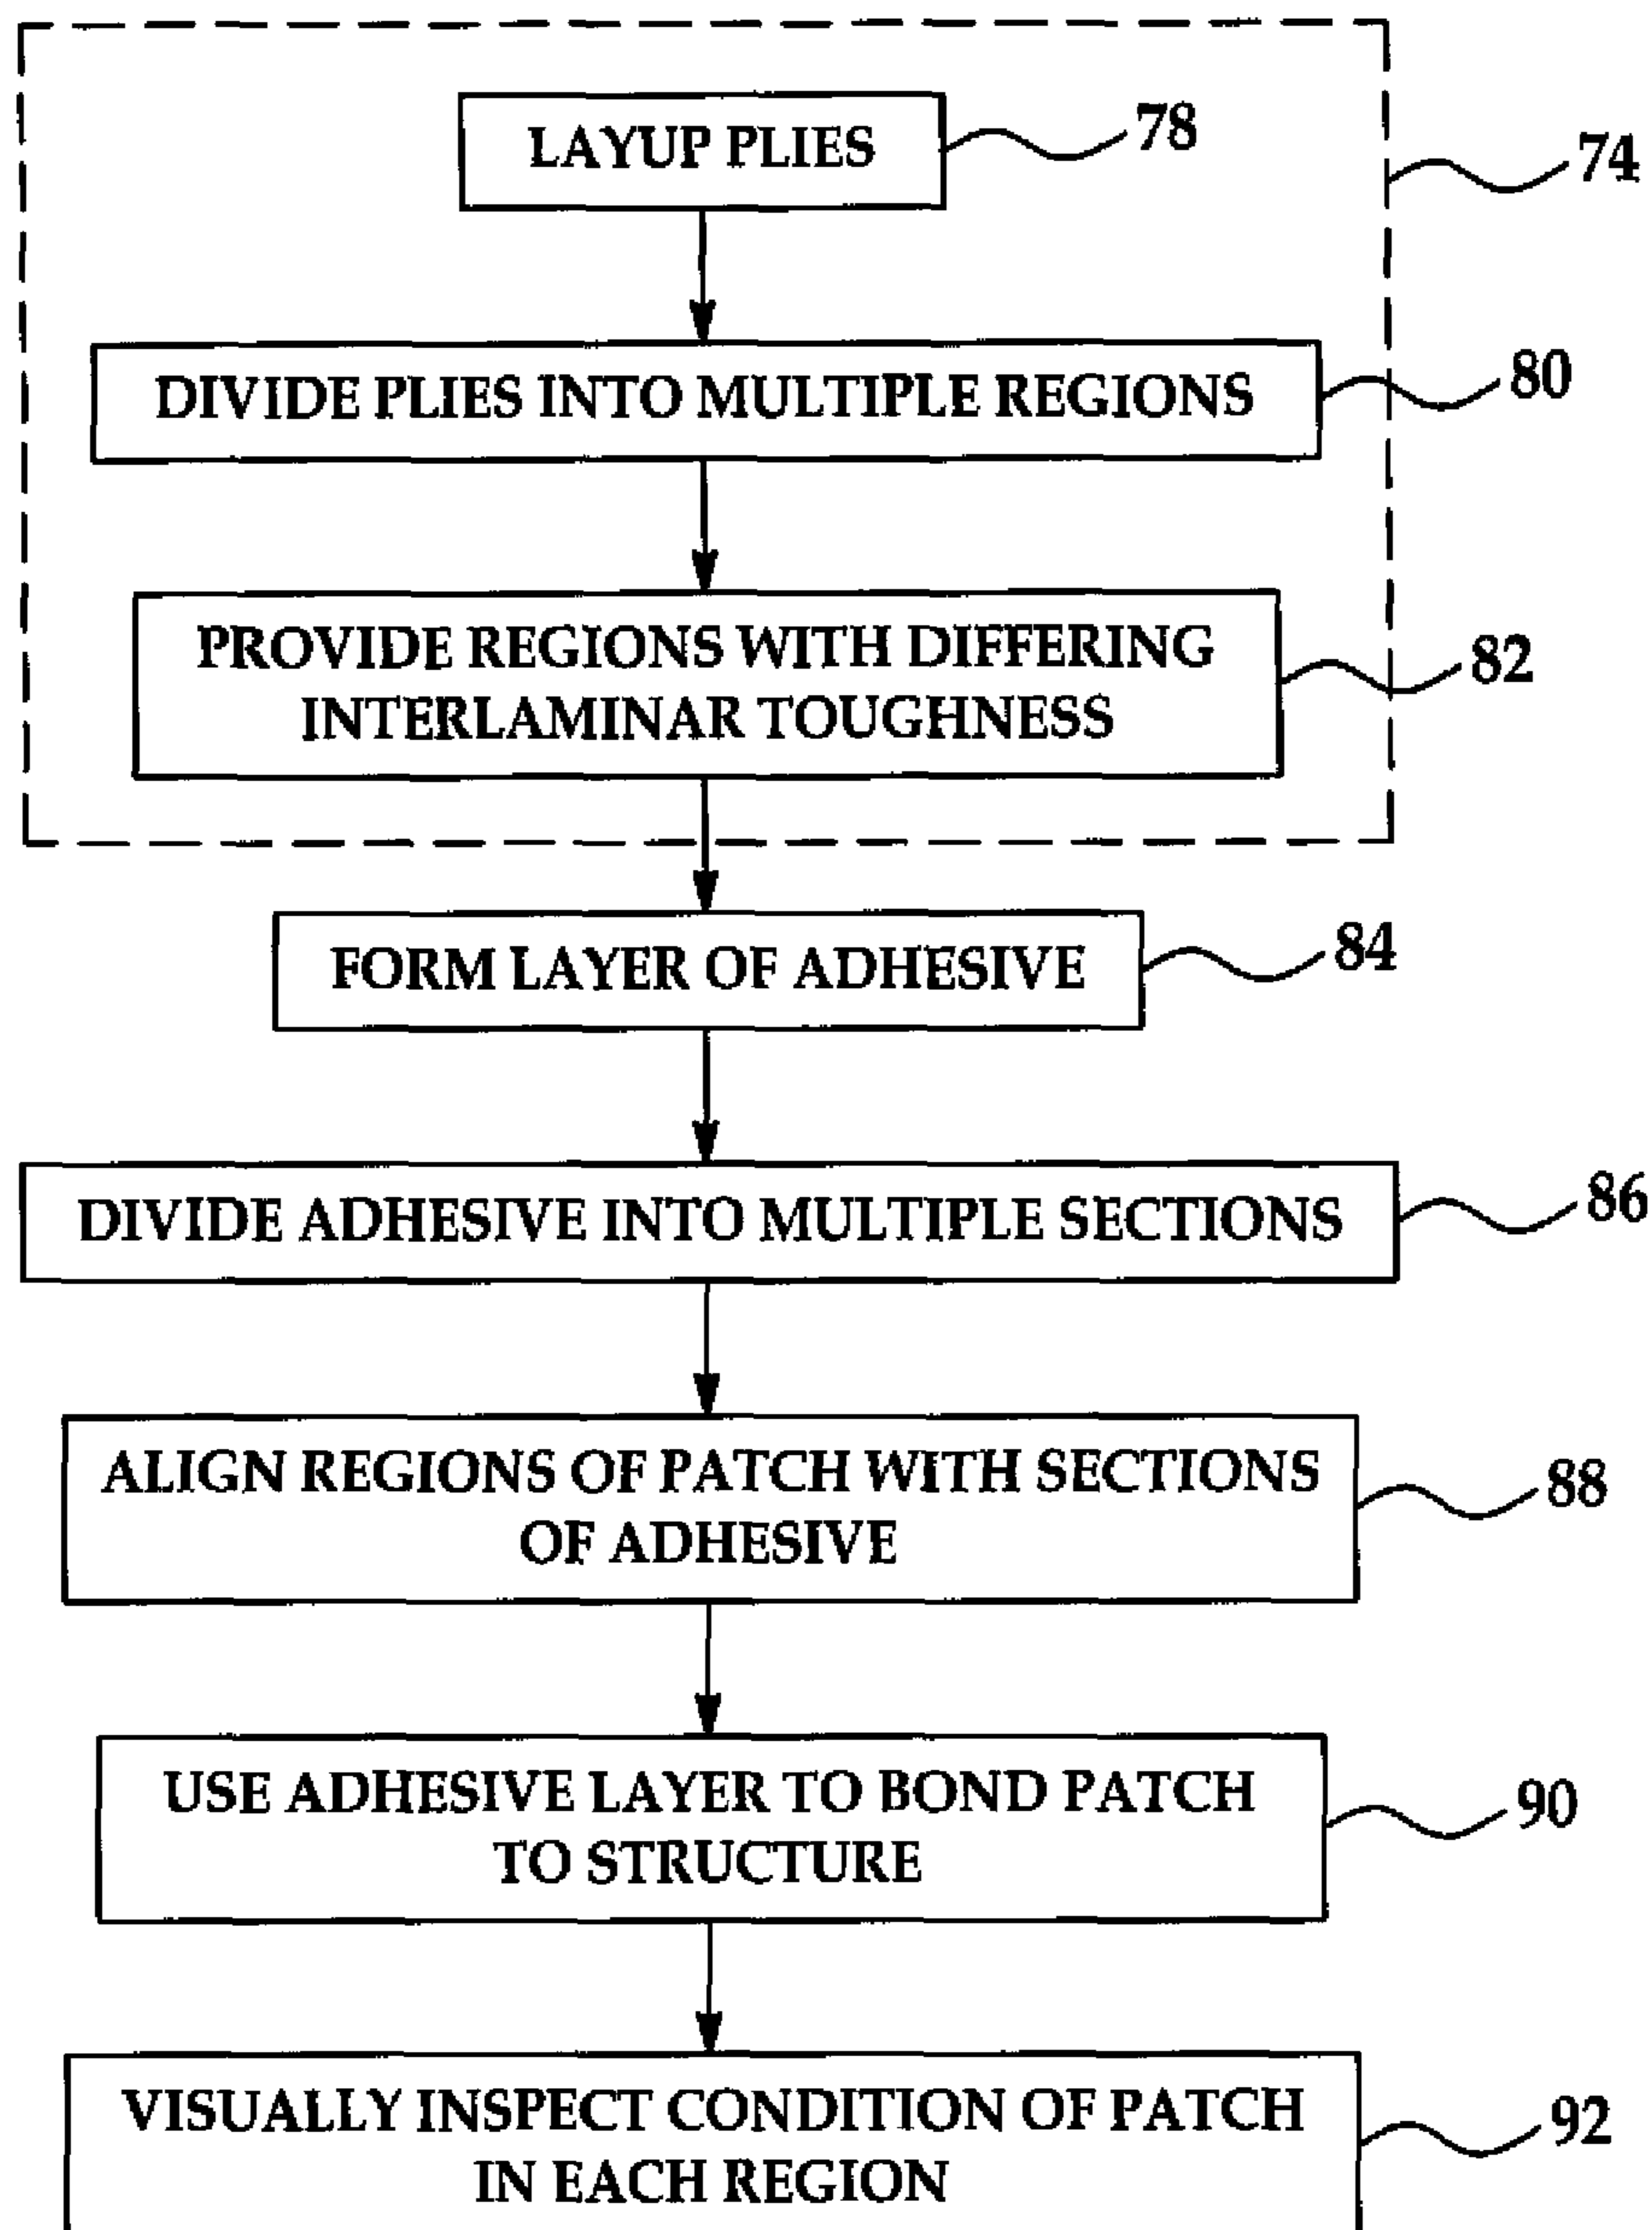 LAYUP PLIES
78
74
DIVIDE PLIES INTO MULTIPLE REGIONS
80
PROVIDE REGIONS WITH DIFFERING
INTERLAMINAR TOUGHNESS
82
FORM LAYER OF ADHESIVE
84
DIVIDE ADHESIVE INTO MULTIPLE SECTIONS
86
ALIGN REGIONS OF PATCH WITH SECTIONS
OF ADHESIVE
88
USE ADHESIVE LAYER TO BOND PATCH
TO STRUCTURE
90
VISUALLY INSPECT CONDITION OF PATCH
IN EACH REGION
92